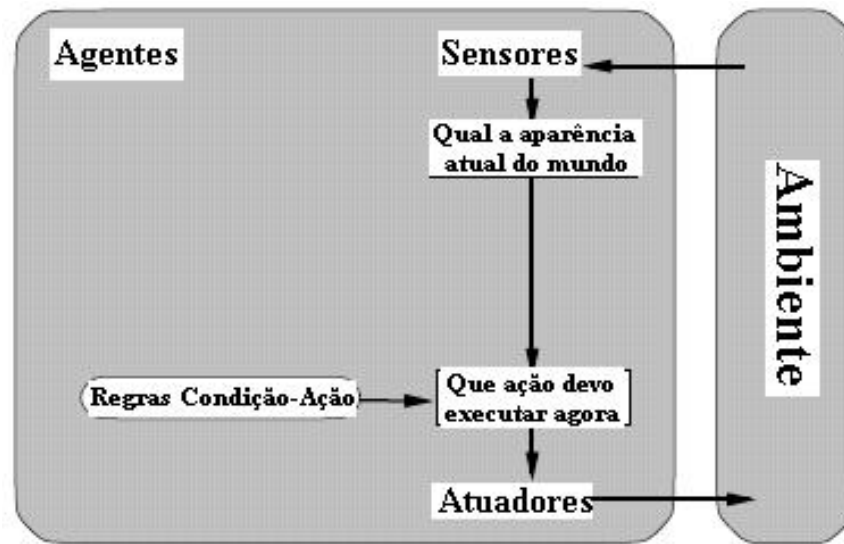 Agentes
Sensores
Qual a aparência
atual do mundo
Ambiente
Regras Condição-Ação
Que ação devo
executar agora
Atuadores